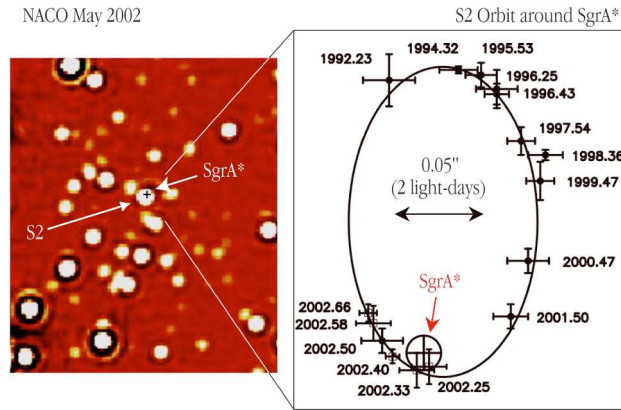 NACO May 2002
S2 Orbit around SgrA*
SgrA*
S2
1992.23
1994.32
1995.53
1996.25
1996.43
1997.54
1998.36
1999.47
0.05"
(2 light-days)
2000.47
2001.50
SgrA*
2002.66
2002.58
2002.50
2002.40
2002.33
2002.25